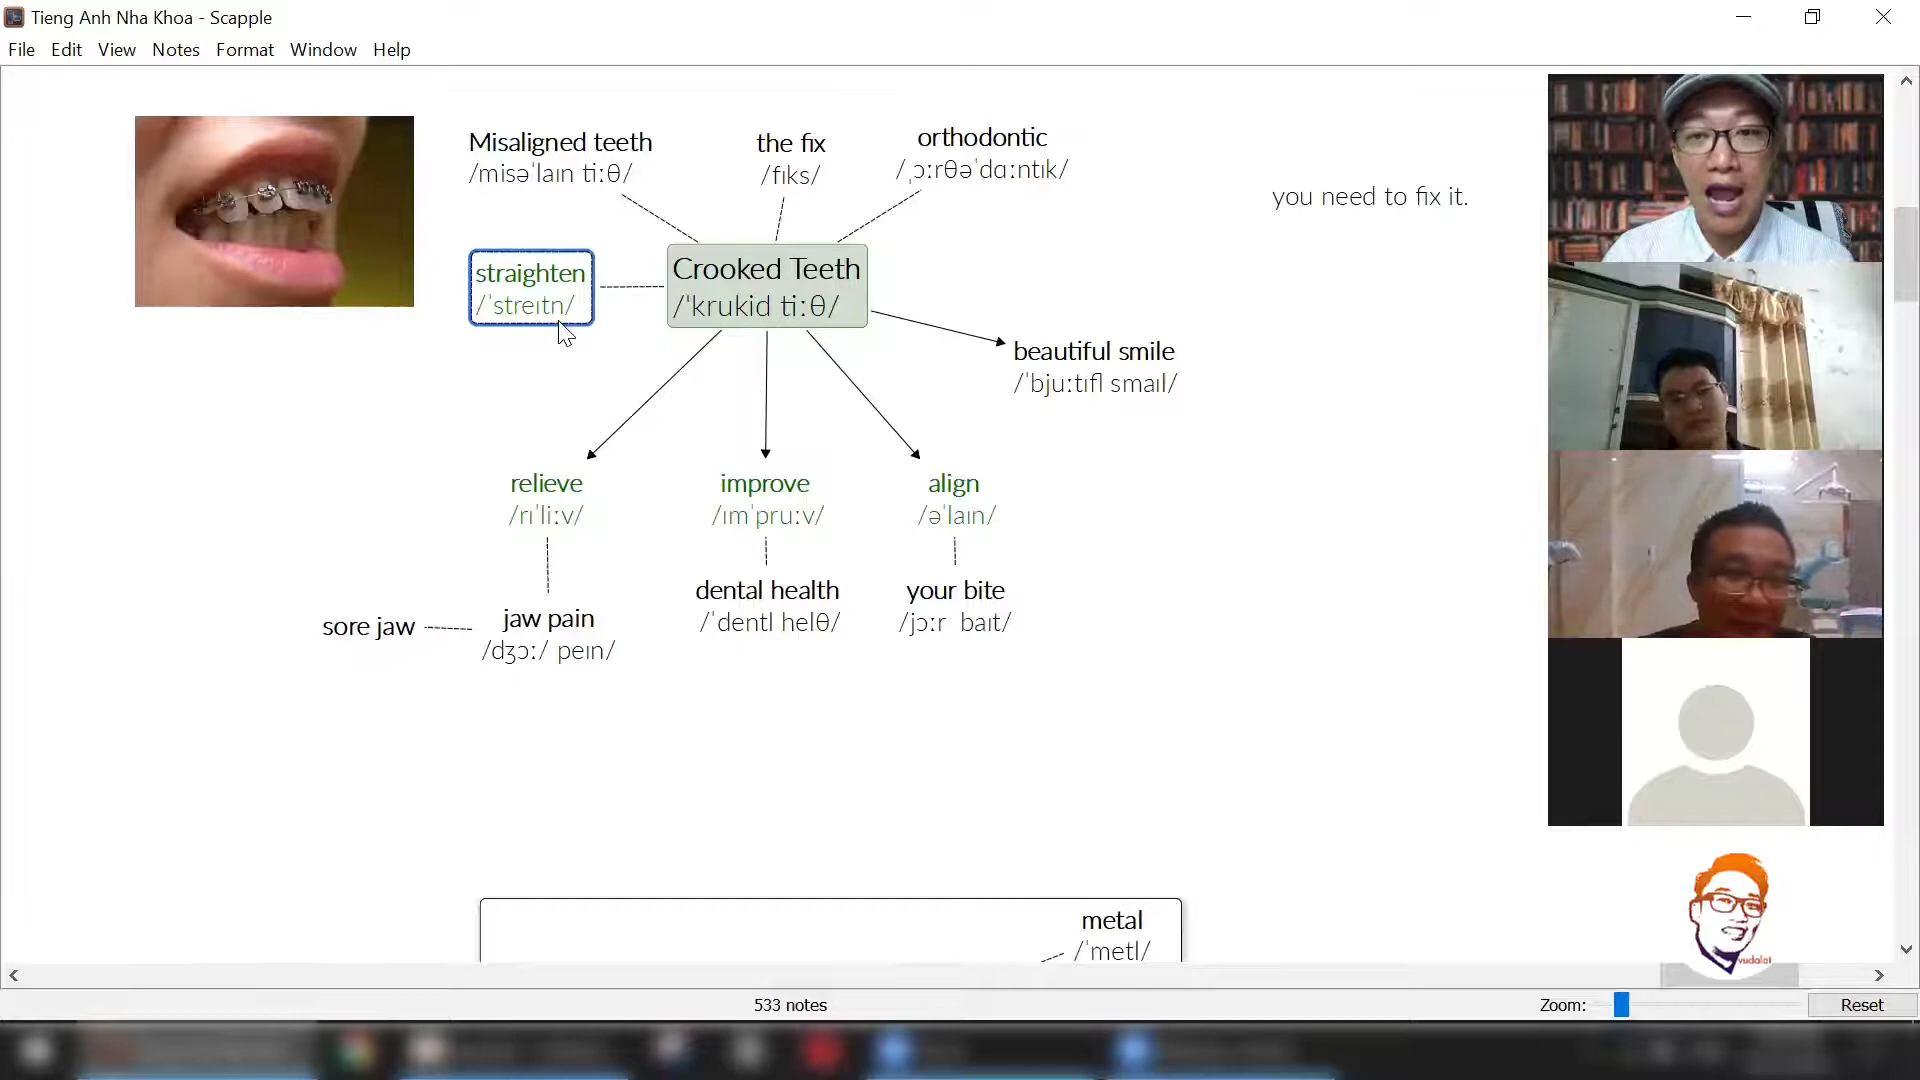 Tieng Anh Nha Khoa - Scapple
File Edit View Notes Format Window Help
Misaligned teeth
/misəˈlaɪn tiːθ/
the fix
/fɪks/
orthodontic
/ˌɔːrθəˈdɑːntɪk/
you need to fix it.
straighten
/ˈstreɪtn/
Crooked Teeth
/ˈkrukid tiːθ/
beautiful smile
/ˈbjuːtɪfl smaɪl/
relieve
/rɪˈliːv/
improve
/ɪmˈpruːv/
align
/əˈlaɪn/
sore jaw
jaw pain
/dʒɔː/ peɪn/
dental health
/ˈdentl helθ/
your bite
/jɔːr baɪt/
metal
/ˈmetl/
vudalat
533 notes
Zoom:
Reset